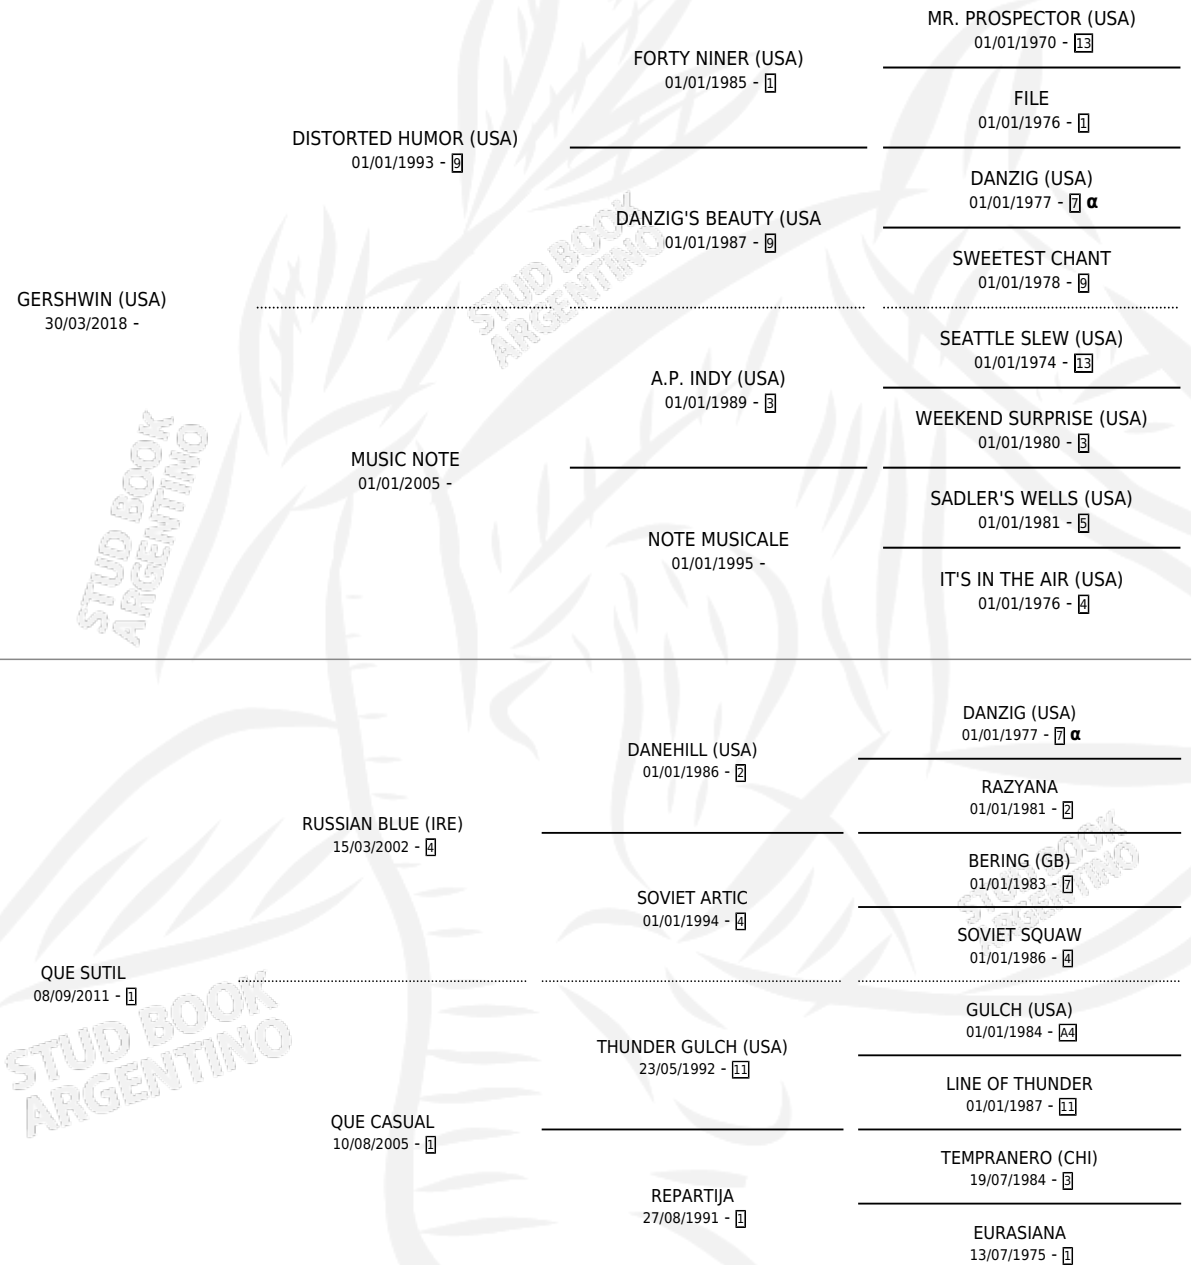 MR. PROSPECTOR (USA)
01/01/1970 - 13
FORTY NINER (USA)
01/01/1985 - 1
FILE
01/01/1976 - 1
DISTORTED HUMOR (USA)
01/01/1993 - 9
DANZIG (USA)
01/01/1977 - 7 α
DANZIG'S BEAUTY (USA
01/01/1987 - 9
SWEETEST CHANT
01/01/1978 - 9
GERSHWIN (USA)
30/03/2018 -
SEATTLE SLEW (USA)
01/01/1974 - 13
A.P. INDY (USA)
01/01/1989 - 3
WEEKEND SURPRISE (USA)
01/01/1980 - 3
MUSIC NOTE
01/01/2005 -
SADLER'S WELLS (USA)
01/01/1981 - 5
NOTE MUSICALE
01/01/1995 -
IT'S IN THE AIR (USA)
01/01/1976 - 4
DANZIG (USA)
01/01/1977 - 7 α
DANEHILL (USA)
01/01/1986 - 2
RAZYANA
01/01/1981 - 2
RUSSIAN BLUE (IRE)
15/03/2002 - 4
BERING (GB)
01/01/1983 - 7
SOVIET ARTIC
01/01/1994 - 4
SOVIET SQUAW
01/01/1986 - 4
QUE SUTIL
08/09/2011 - 1
GULCH (USA)
01/01/1984 - A4
THUNDER GULCH (USA)
23/05/1992 - 11
LINE OF THUNDER
01/01/1987 - 11
QUE CASUAL
10/08/2005 - 1
TEMPRANERO (CHI)
19/07/1984 - 3
REPARTIJA
27/08/1991 - 1
EURASIANA
13/07/1975 - 1
STUD BOOK
ARGENTINO
STUD BOOK
ARGENTINO
STUD BOOK
ARGENTINO
STUD BOOK
ARGENTINO